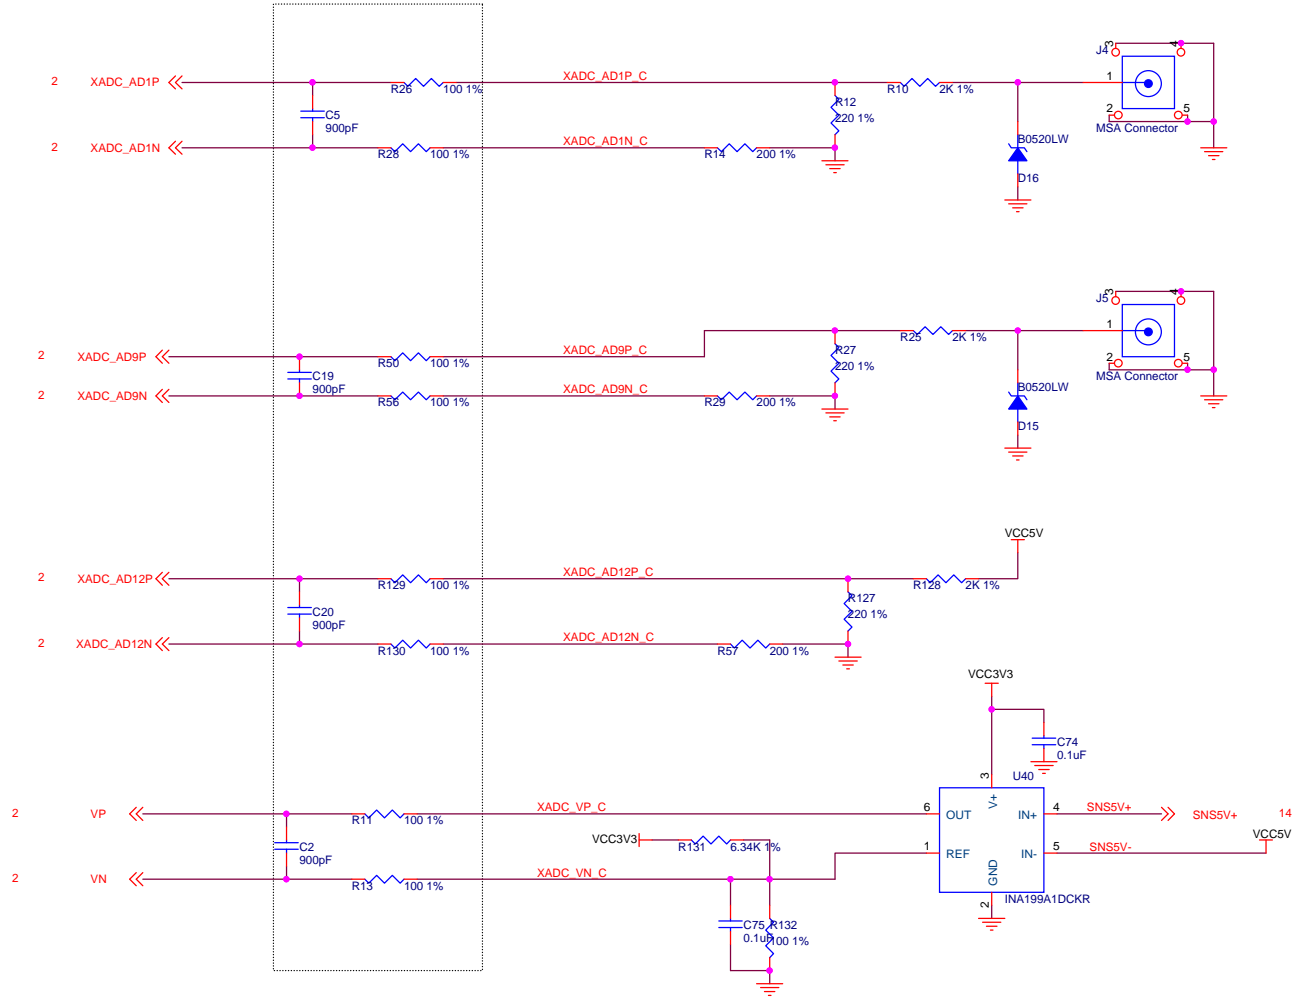 J4
3
4
2 XADC_AD1P XADC_AD1P_C 1
R26 100 1% R10 2K 1%
C5
900pF
R12
220 1%
2 5
MSA Connector
2 XADC_AD1N XADC_AD1N_C
R28 100 1% R14 200 1%
B0520LW
D16
J5
3
4
1
R25 2K 1%
2 XADC_AD9P XADC_AD9P_C
R50 100 1%
R27
220 1%
2 5
MSA Connector
C19
900pF
2 XADC_AD9N XADC_AD9N_C
R56 100 1% R29 200 1%
B0520LW
D15
VCC5V
2 XADC_AD12P XADC_AD12P_C
R129 100 1% R128 2K 1%
C20
900pF
R127
220 1%
2 XADC_AD12N XADC_AD12N_C
R130 100 1% R57 200 1%
VCC3V3
C74
0.1uF
3 U40
V+
2 VP XADC_VP_C 6 OUT IN+ 4 SNS5V+ SNS5V+ 14
R11 100 1%
VCC3V3 R131 6.34K 1%
C2
900pF
1 REF IN- 5 SNS5V- VCC5V
2 VN XADC_VN_C GND
R13 100 1%
2
INA199A1DCKR
C75
0.1uF
R132
100 1%